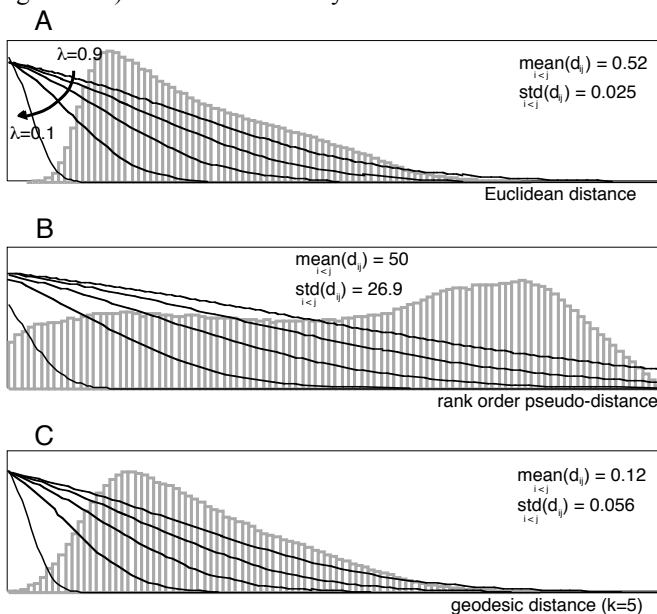 A
λ=0.9
λ=0.1
mean(dij) = 0.52
i < j
std(dij) = 0.025
i < j
Euclidean distance
B
mean(dij) = 50
i < j
std(dij) = 26.9
i < j
rank order pseudo-distance
C
mean(dij) = 0.12
i < j
std(dij) = 0.056
i < j
geodesic distance (k=5)